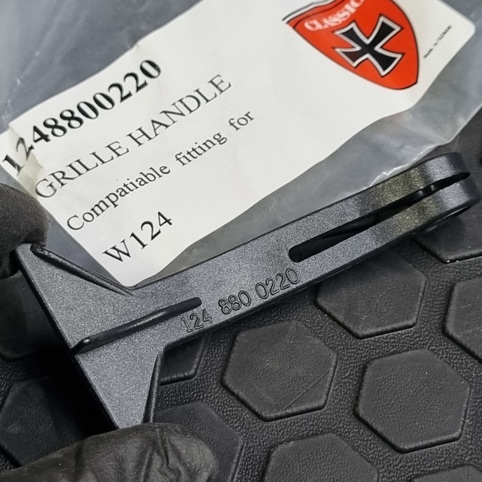 CLASSIC
1248800220
GRILLE HANDLE
Compatiable fitting for
W124
124 880 0220